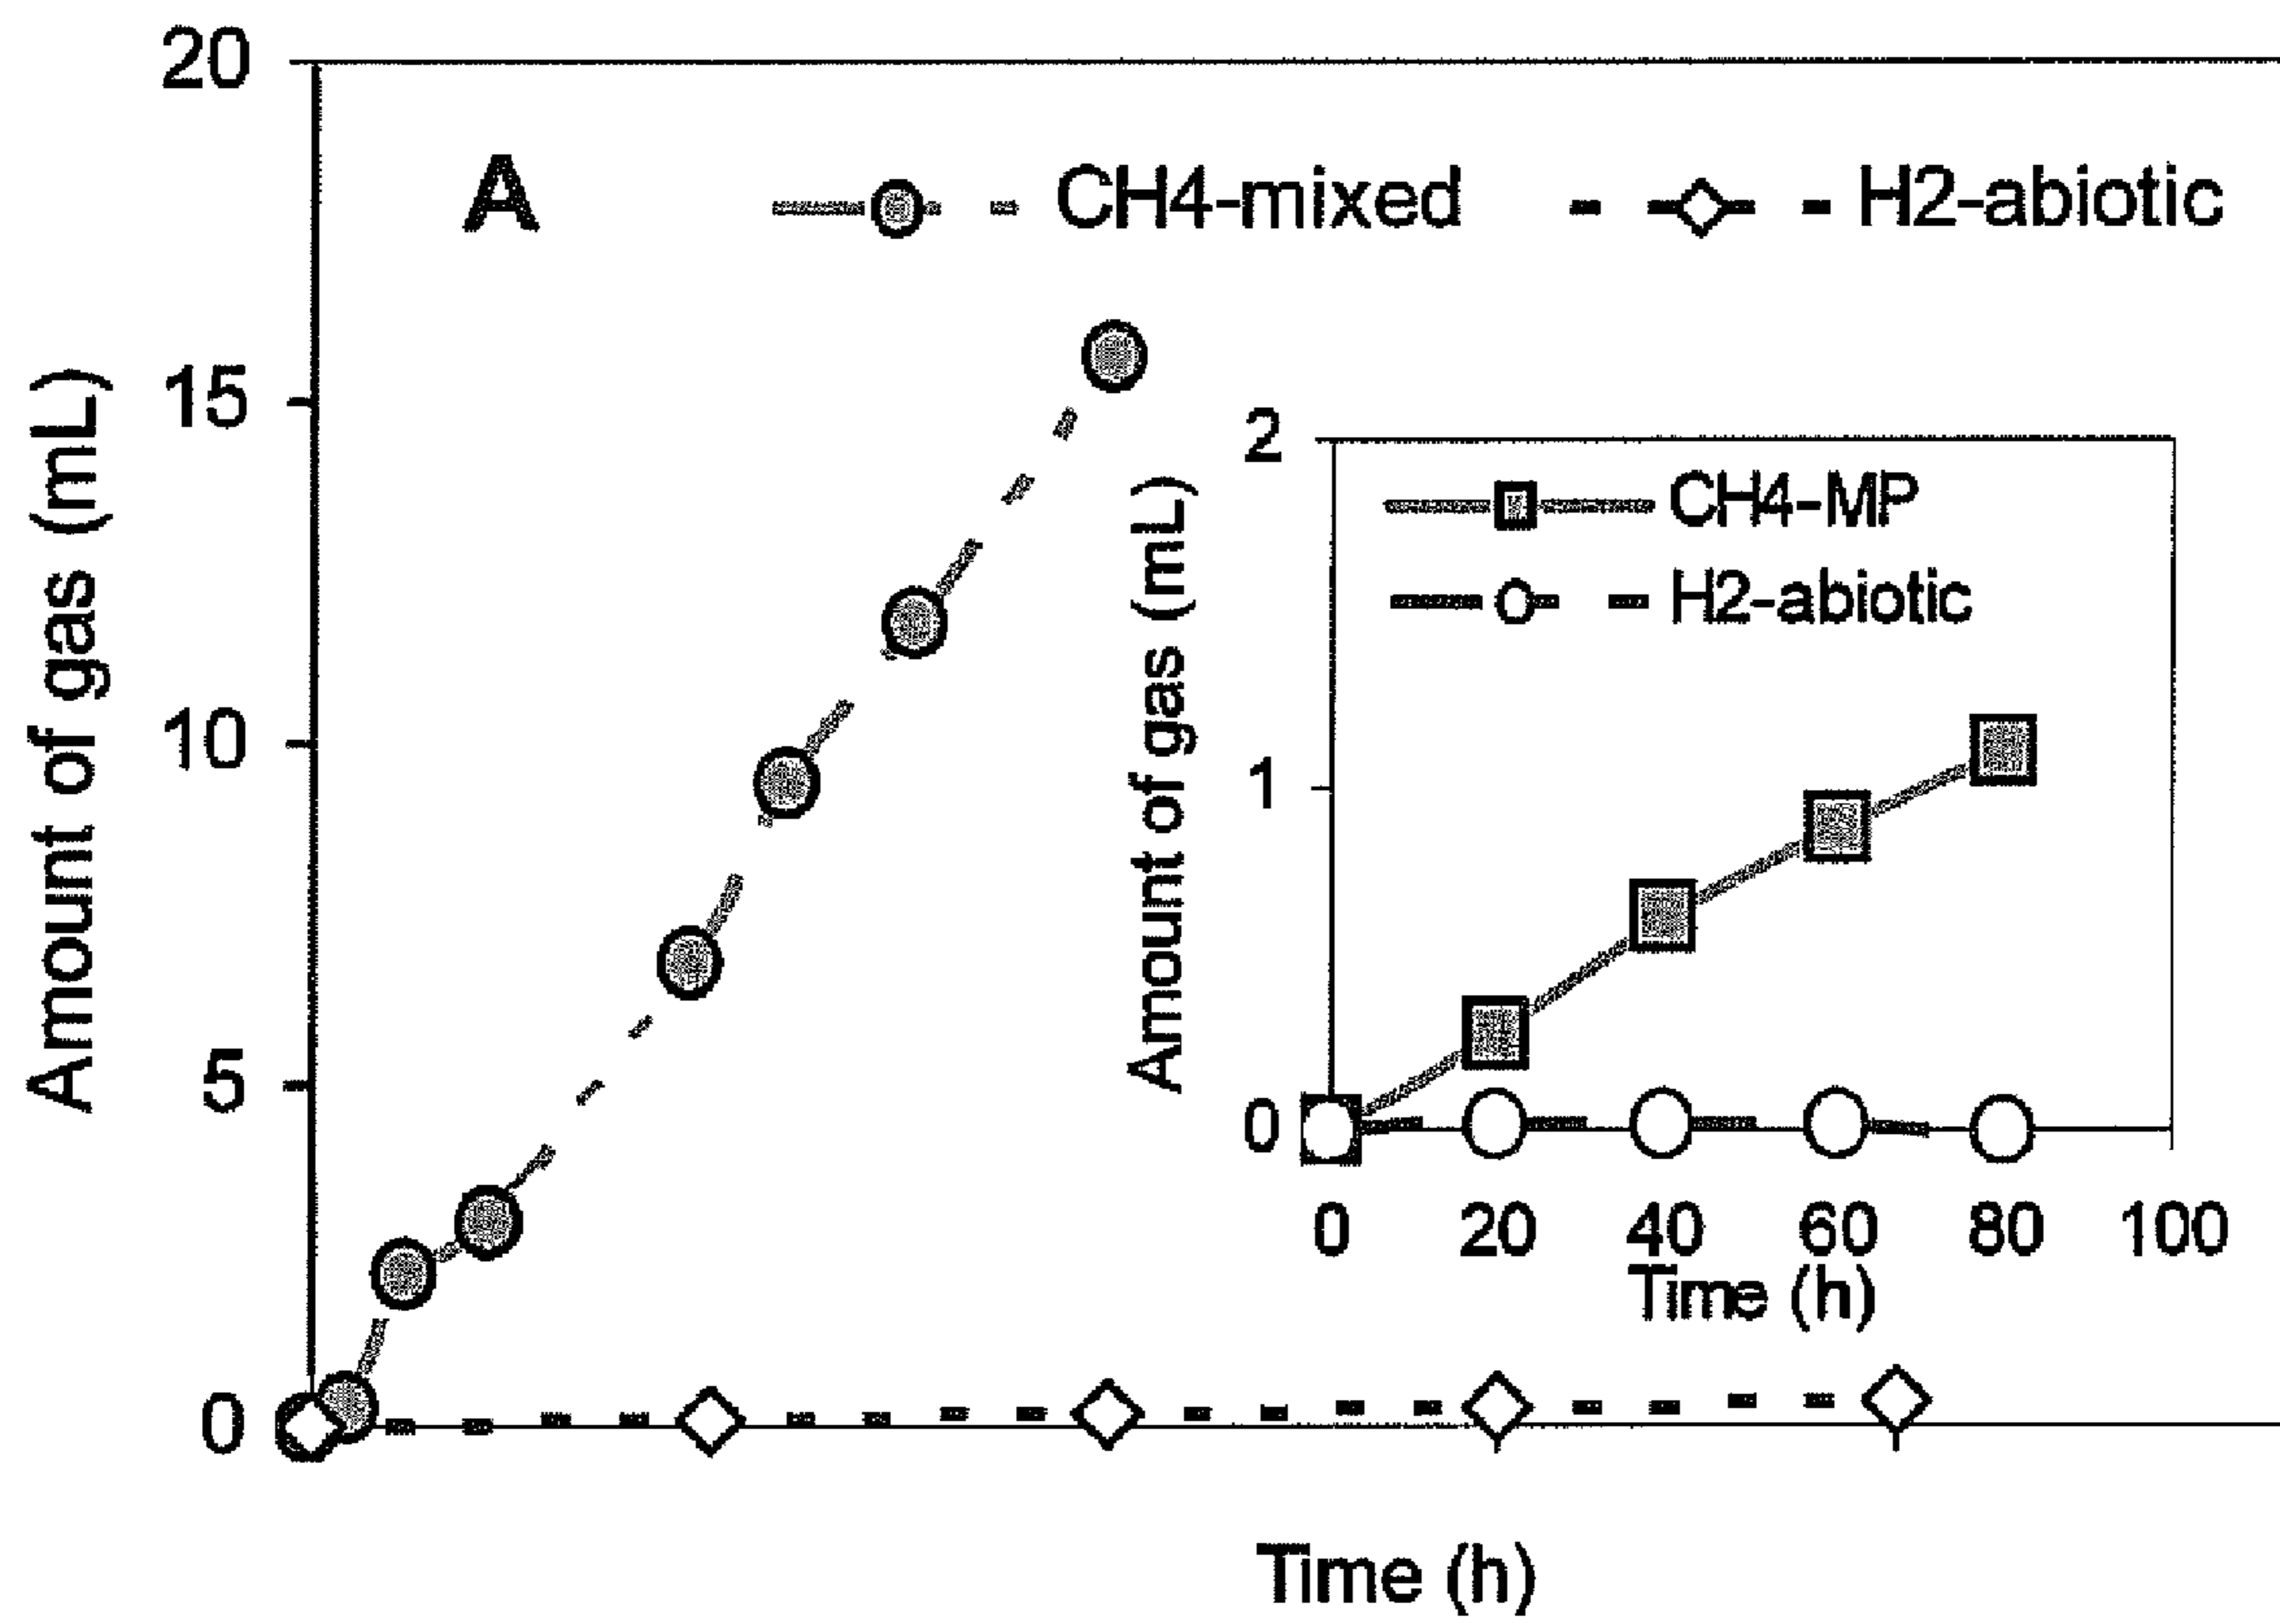 20
A CH4-mixed H2-abiotic
15
10
5
0
Amount of gas (mL)
Time (h)
2
CH4-MP
H2-abiotic
1
0
0 20 40 60 80 100
Amount of gas (mL)
Time (h)